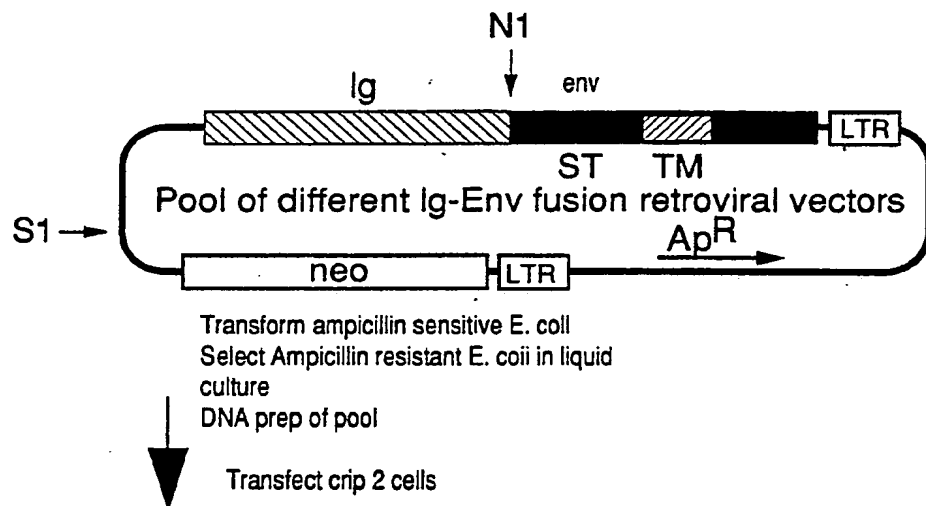 N1
Ig
env
LTR
ST
TM
Pool of different Ig-Env fusion retroviral vectors
S1
ApR
neo
LTR
Transform ampicillin sensitive E. coll
Select Ampicillin resistant E. coii in liquid
culture
DNA prep of pool
Transfect crip 2 cells